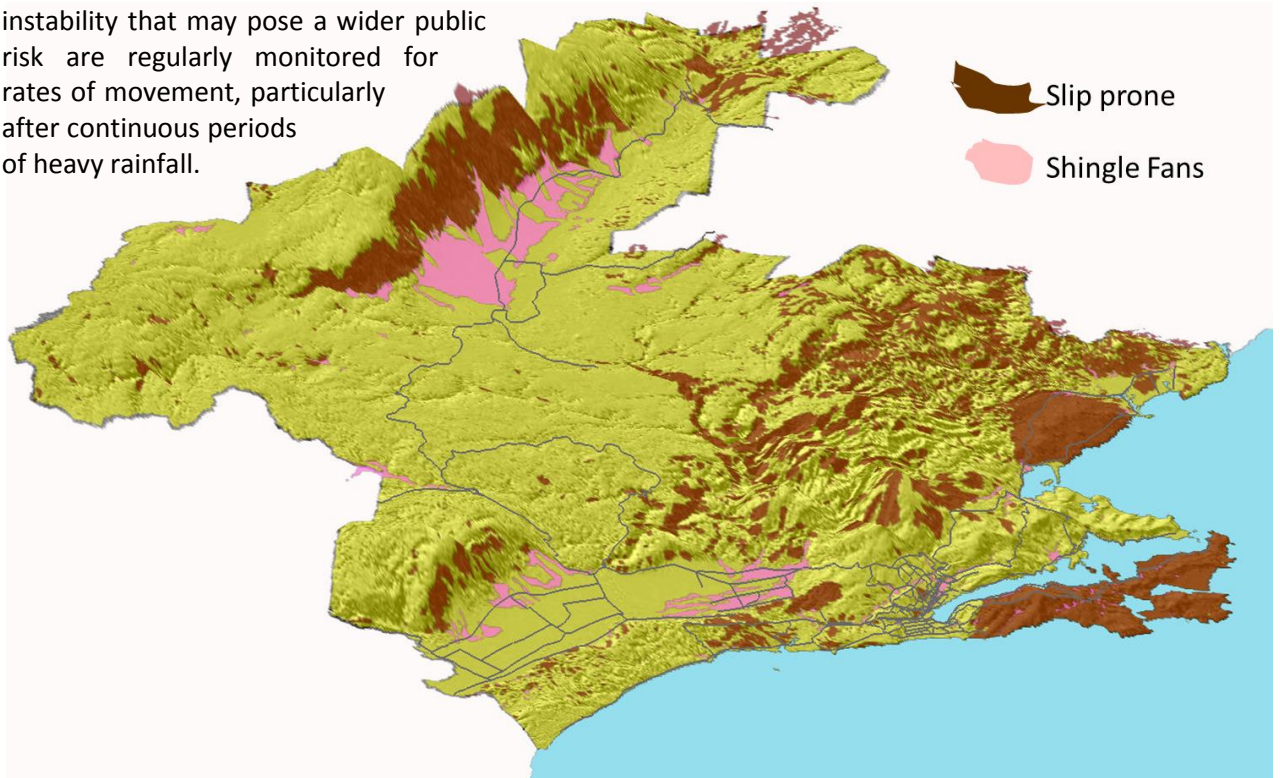 instability that may pose a wider public
risk are regularly monitored for
rates of movement, particularly
after continuous periods
of heavy rainfall.
Slip prone
Shingle Fans